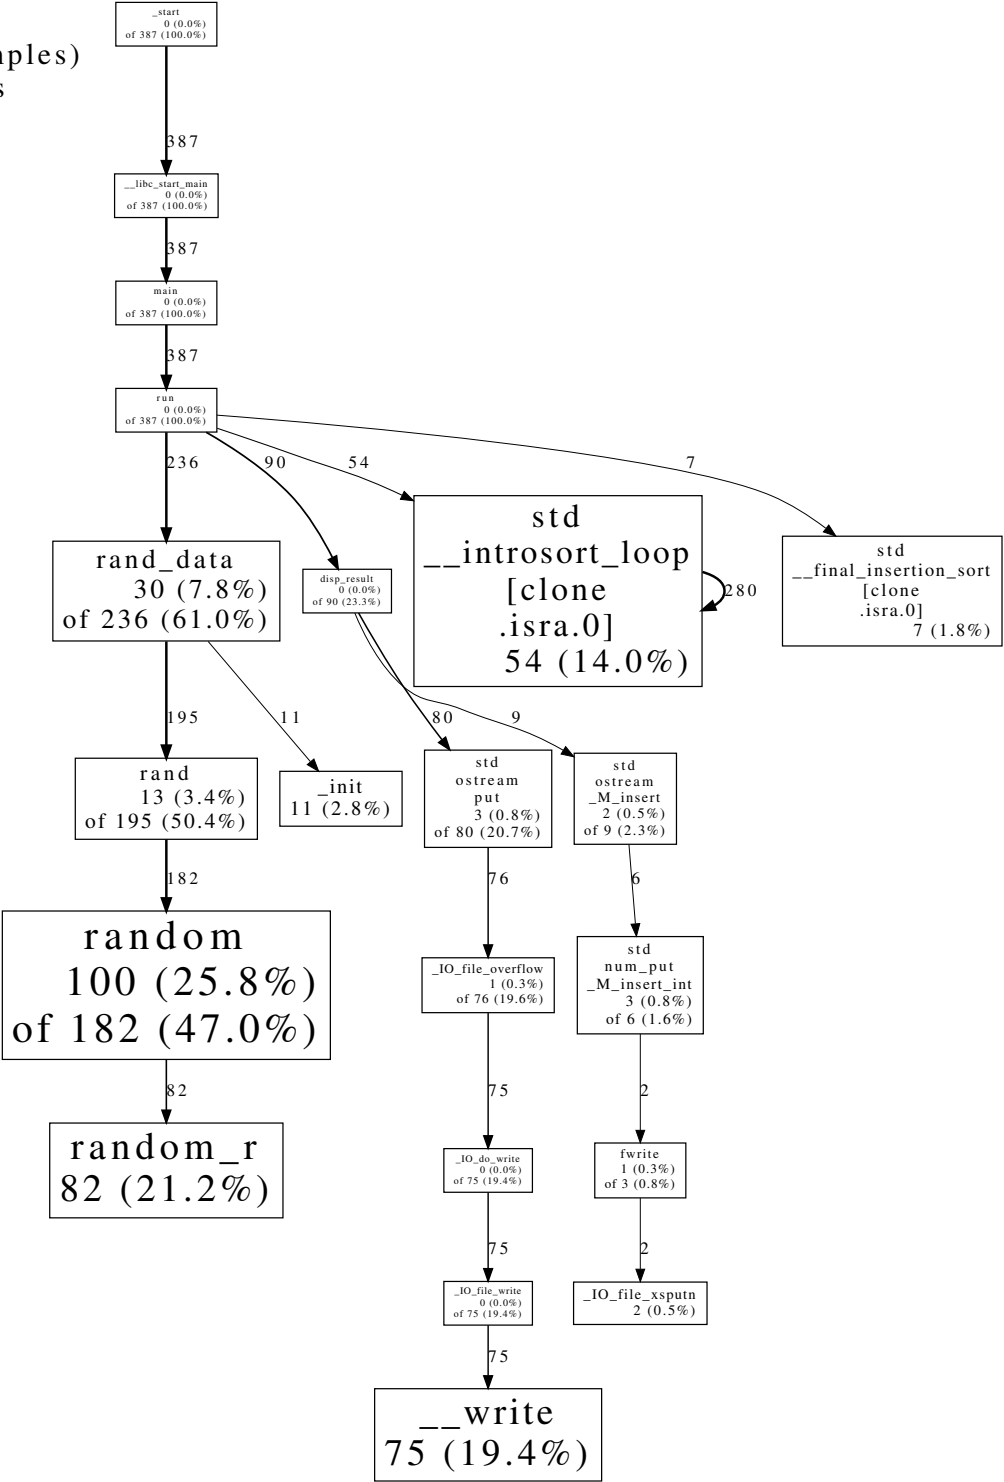 _start
0 (0.0%)
of 387 (100.0%)
387
__libc_start_main
0 (0.0%)
of 387 (100.0%)
387
main
0 (0.0%)
of 387 (100.0%)
387
run
0 (0.0%)
of 387 (100.0%)
236
90
54
7
rand_data
30 (7.8%)
of 236 (61.0%)
disp_result
0 (0.0%)
of 90 (23.3%)
std
__introsort_loop
[clone
.isra.0]
54 (14.0%)
280
std
__final_insertion_sort
[clone
.isra.0]
7 (1.8%)
195
11
80
9
rand
13 (3.4%)
of 195 (50.4%)
_init
11 (2.8%)
std
ostream
put
3 (0.8%)
of 80 (20.7%)
std
ostream
_M_insert
2 (0.5%)
of 9 (2.3%)
182
76
6
random
100 (25.8%)
of 182 (47.0%)
_IO_file_overflow
1 (0.3%)
of 76 (19.6%)
std
num_put
_M_insert_int
3 (0.8%)
of 6 (1.6%)
82
75
2
random_r
82 (21.2%)
_IO_do_write
0 (0.0%)
of 75 (19.4%)
fwrite
1 (0.3%)
of 3 (0.8%)
75
2
_IO_file_write
0 (0.0%)
of 75 (19.4%)
_IO_file_xsputn
2 (0.5%)
75
__write
75 (19.4%)